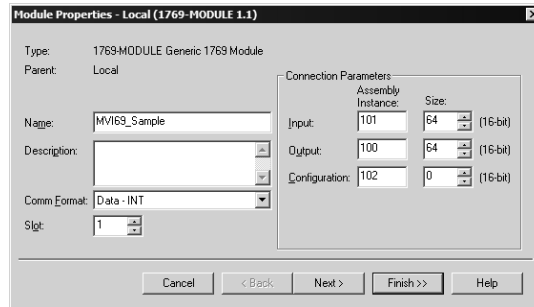 Module Properties - Local (1769-MODULE 1.1)
Type: 1769-MODULE Generic 1769 Module
Parent: Local
Connection Parameters
Assembly Instance: Size:
Name: MVI69_Sample
Input: 101 64 (16-bit)
Description:
Output: 100 64 (16-bit)
Configuration: 102 0 (16-bit)
Comm Format: Data - INT
Slot: 1
Cancel < Back Next > Finish >> Help